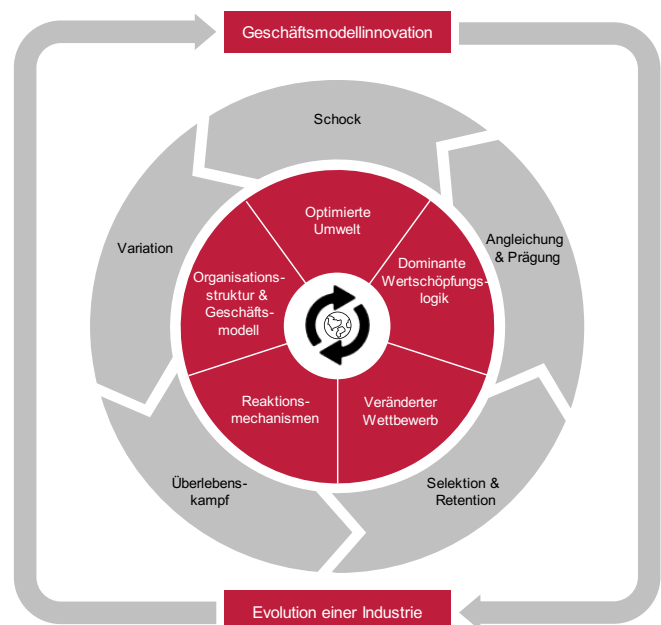 Geschäftsmodellinnovation
Schock
Angleichung
& Prägung
Selektion &
Retention
Überlebens-
kampf
Variation
Optimierte
Umwelt
Dominante
Wertschöpfungs-
logik
Veränderter
Wettbewerb
Reaktions-
mechanismen
Organisations-
struktur &
Geschäfts-
modell
Evolution einer Industrie